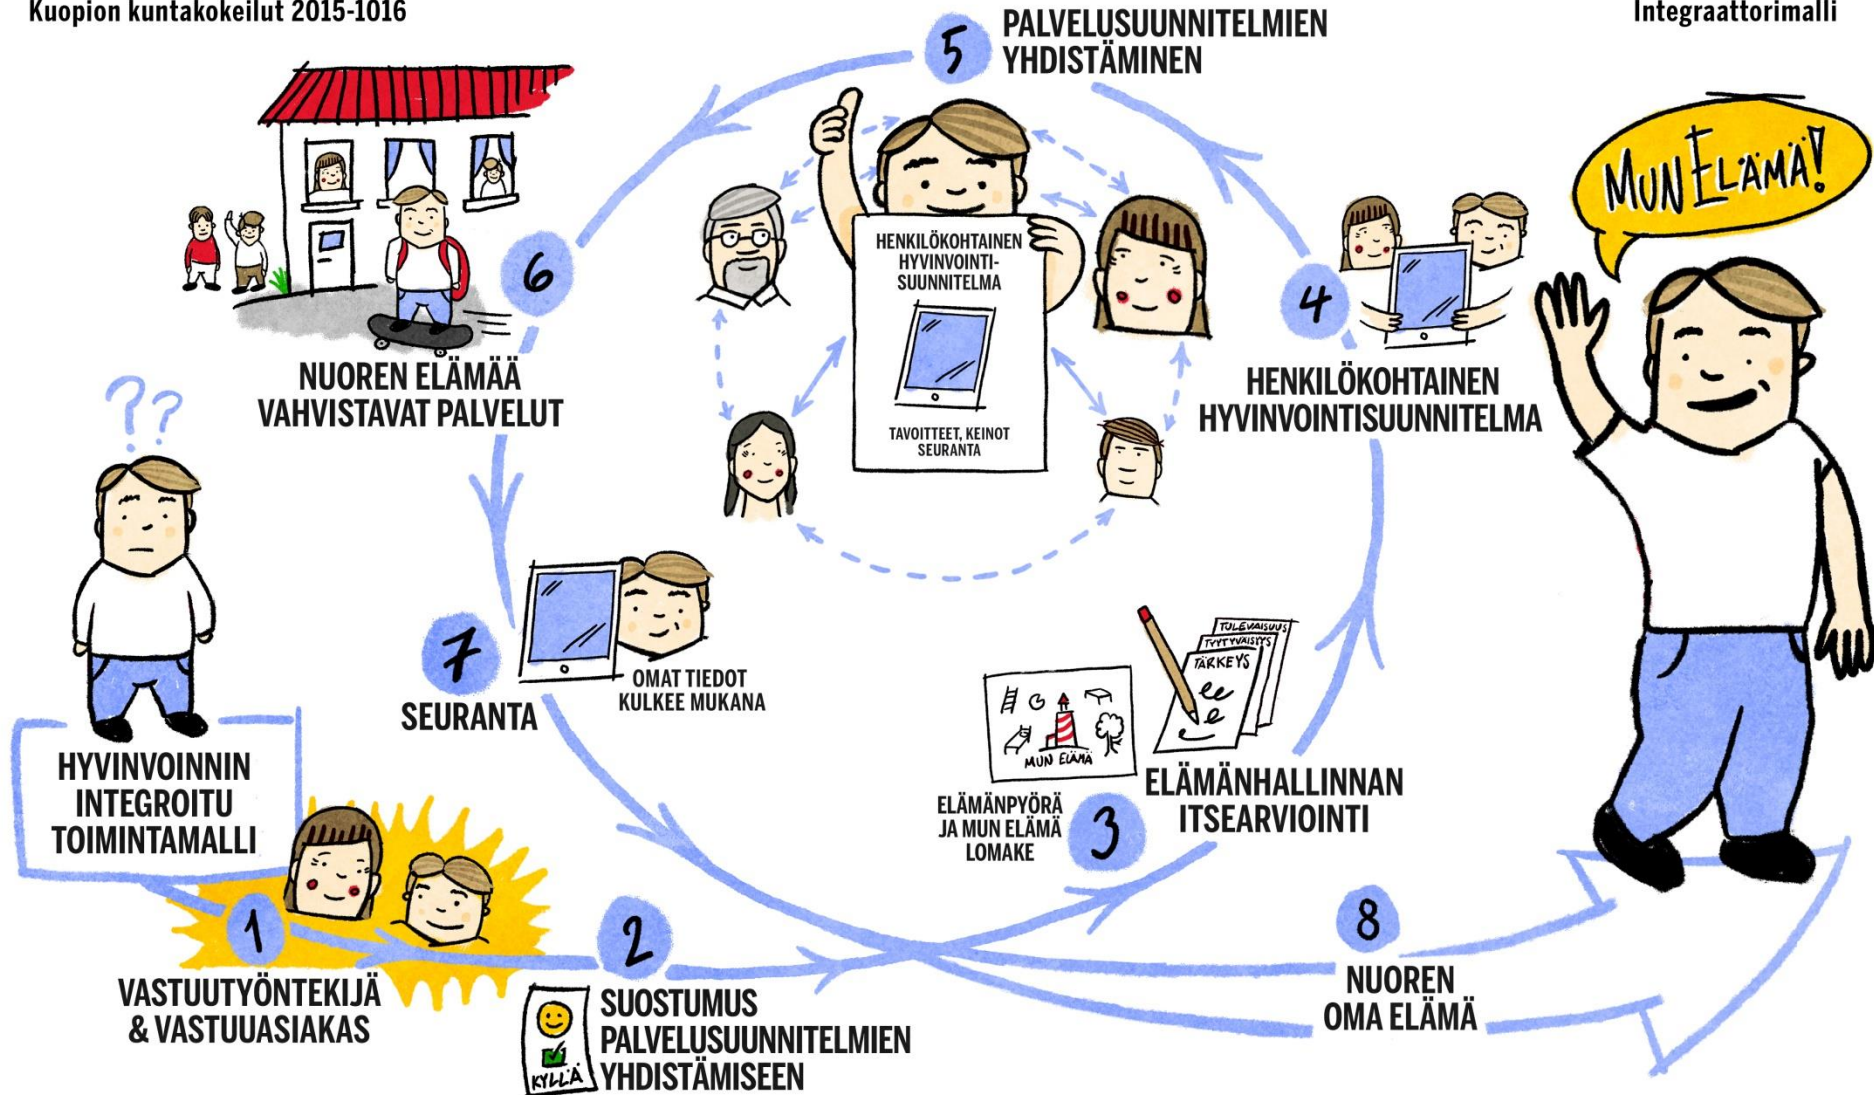 Kuopion kuntakokeilut 2015-1016
Integraattorimalli
??
HYVINVOINNIN
INTEGROITU
TOIMINTAMALLI
1
VASTUUTYÖNTEKIJÄ
& VASTUUASIAKAS
2
KYLLÄ
SUOSTUMUS
PALVELUSUUNNITELMIEN
YHDISTÄMISEEN
3
MUN ELÄMÄ
ELÄMÄNPYÖRÄ
JA MUN ELÄMÄ
LOMAKE
TULEVAISUUS
TYYTYVÄISYYS
TÄRKEYS
ELÄMÄNHALLINNAN
ITSEARVIOINTI
4
HENKILÖKOHTAINEN
HYVINVOINTISUUNNITELMA
5
PALVELUSUUNNITELMIEN
YHDISTÄMINEN
HENKILÖKOHTAINEN
HYVINVOINTI-
SUUNNITELMA
TAVOITTEET, KEINOT
SEURANTA
6
NUOREN ELÄMÄÄ
VAHVISTAVAT PALVELUT
7
SEURANTA
OMAT TIEDOT
KULKEE MUKANA
8
NUOREN
OMA ELÄMÄ
MUN ELÄMÄ!